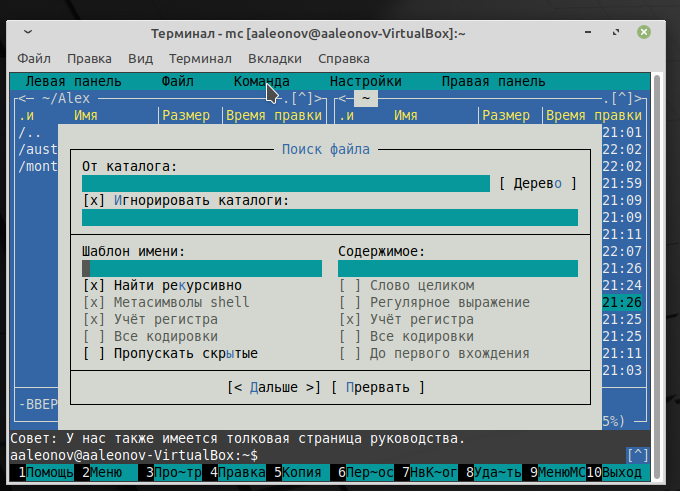 Терминал - mc [aaleonov@aaleonov-VirtualBox]:~
Файл Правка Вид Терминал Вкладки Справка
Левая панель Файл Команда Настройки Правая панель
<— ~/Alex .[^]> <— ~ .[^]>
.и Имя Размер Время правки .и Имя Размер Время правки
/.. 21:01
/aust 22:02
/mont 22:02
21:59
21:09
21:09
21:11
22:07
21:26
21:24
21:26
21:25
21:25
21:11
21:03
Поиск файла
От каталога:
[ Дерево ]
[x] Игнорировать каталоги:
Шаблон имени: Содержимое:
[x] Найти рекурсивно [ ] Слово целиком
[x] Метасимволы shell [ ] Регулярное выражение
[x] Учёт регистра [x] Учёт регистра
[ ] Все кодировки [ ] Все кодировки
[ ] Пропускать скрытые [ ] До первого вхождения
[< Дальше >] [ Прервать ]
-ВВЕР
5%)
Совет: У нас также имеется толковая страница руководства.
aaleonov@aaleonov-VirtualBox:~$ [^]
1Помощь 2Меню 3Про~тр 4Правка 5Копия 6Пер~ос 7НвК~ог 8Уда~ть 9МенюМС 10Выход